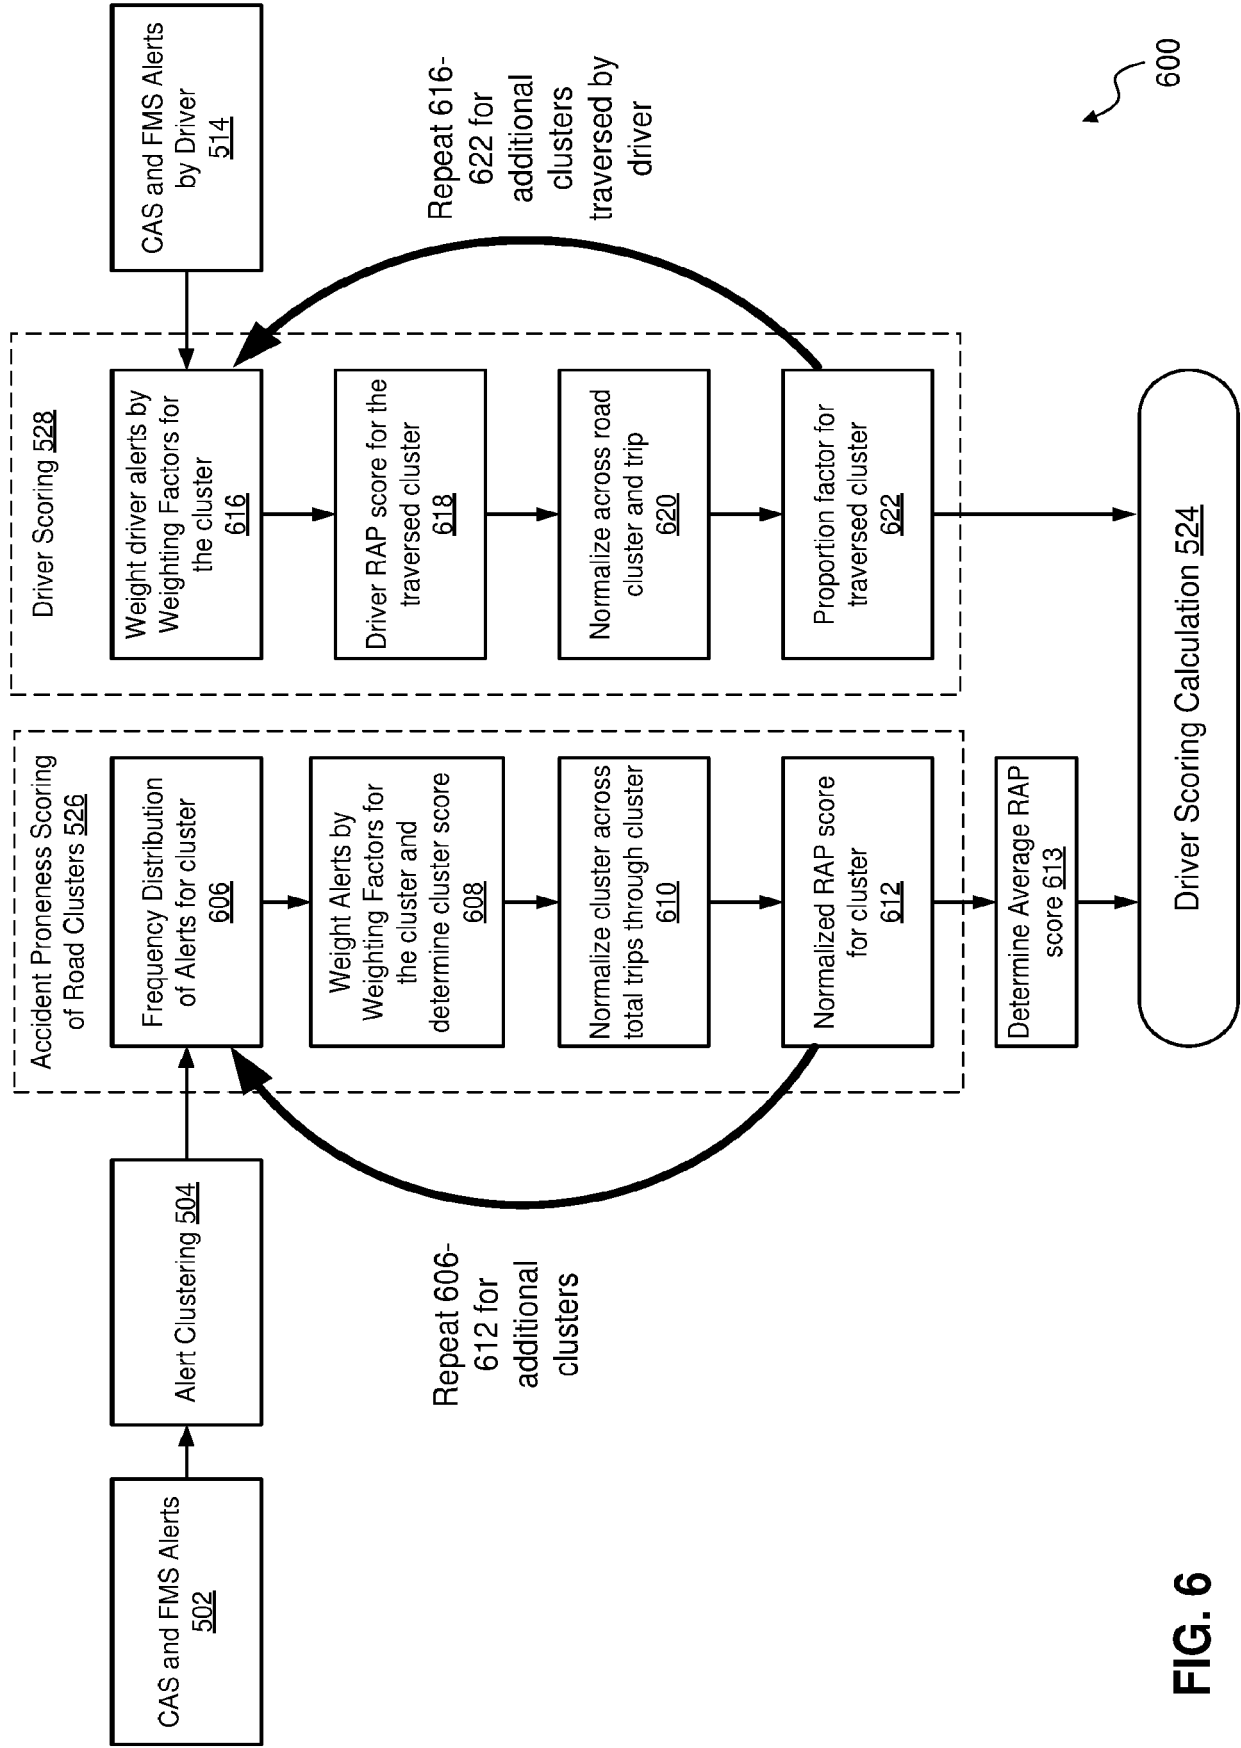 CAS and FMS Alerts
502
Alert Clustering 504
Accident Proneness Scoring
of Road Clusters 526
Frequency Distribution
of Alerts for cluster
606
Weight Alerts by
Weighting Factors for
the cluster and
determine cluster score
608
Normalize cluster across
total trips through cluster
610
Normalized RAP score
for cluster
612
Repeat 606-
612 for
additional
clusters
Determine Average RAP
score 613
Driver Scoring 528
Weight driver alerts by
Weighting Factors for
the cluster
616
Driver RAP score for the
traversed cluster
618
Normalize across road
cluster and trip
620
Proportion factor for
traversed cluster
622
CAS and FMS Alerts
by Driver
514
Repeat 616-
622 for
additional
clusters
traversed by
driver
Driver Scoring Calculation 524
600
FIG. 6